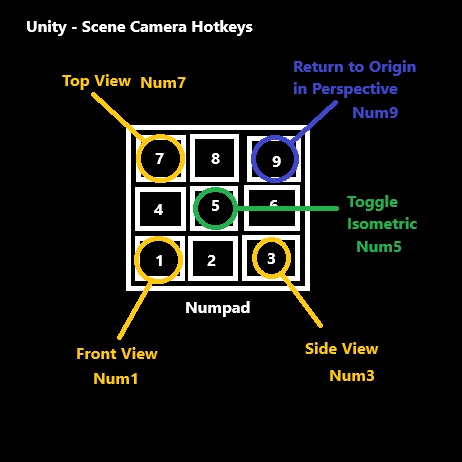 Unity - Scene Camera Hotkeys
Top View Num7
Return to Origin
in Perspective
Num9
7 8 9
4 5 6
Toggle
Isometric
Num5
1 2 3
Numpad
Front View
Num1
Side View
Num3